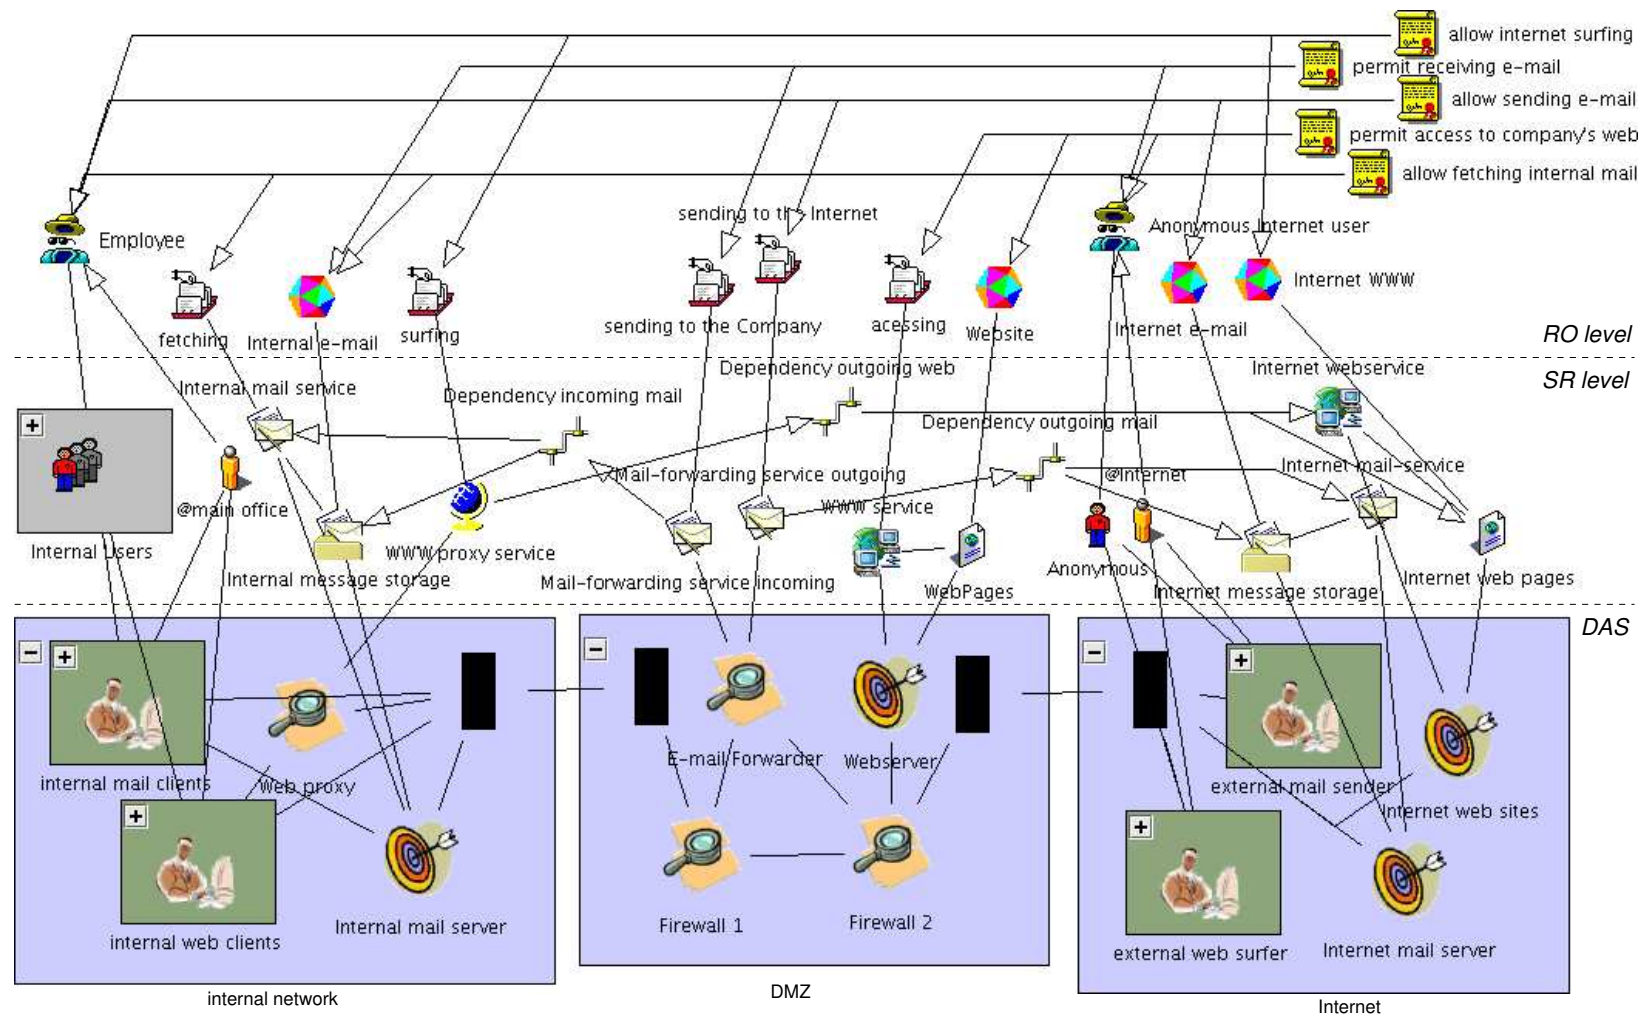 allow internet surfing
permit receiving e-mail
allow sending e-mail
permit access to company's web
allow fetching internal mail
sending to the Internet
Employee
Anonymous Internet user
Internet WWW
fetching
Internal e-mail
surfing
sending to the Company
acessing
Website
Internet e-mail
RO level
SR level
Internal mail service
Dependency incoming mail
Dependency outgoing web
Internet webservice
Dependency outgoing mail
Mail-forwarding service outgoing
@Internet
Internet mail-service
@main office
WWW service
Internal Users
WWW proxy service
Internal message storage
Mail-forwarding service incoming
WebPages
Anonymous
Internet message storage
Internet web pages
DAS
internal mail clients
Web proxy
E-mail Forwarder
Webserver
external mail sender
Internet web sites
Internal mail server
Firewall 1
Firewall 2
internal web clients
external web surfer
Internet mail server
internal network
DMZ
Internet